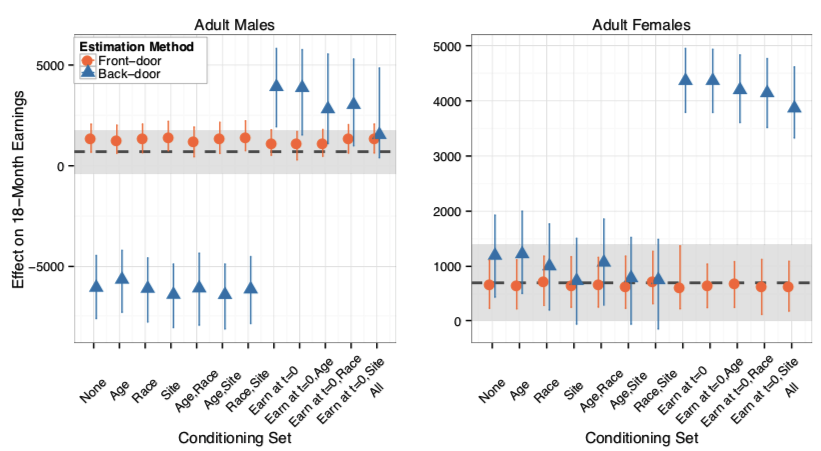 Adult Males
Estimation Method
Front–door
Back–door
5000
0
−5000
Effect on 18−Month Earnings
None
Age
Race
Site
Age,Race
Age,Site
Race,Site
Earn at t=0
Earn at t=0,Age
Earn at t=0,Race
Earn at t=0,Site
All
Conditioning Set
Adult Females
5000
4000
3000
2000
1000
0
None
Age
Race
Site
Age,Race
Age,Site
Race,Site
Earn at t=0
Earn at t=0,Age
Earn at t=0,Race
Earn at t=0,Site
All
Conditioning Set